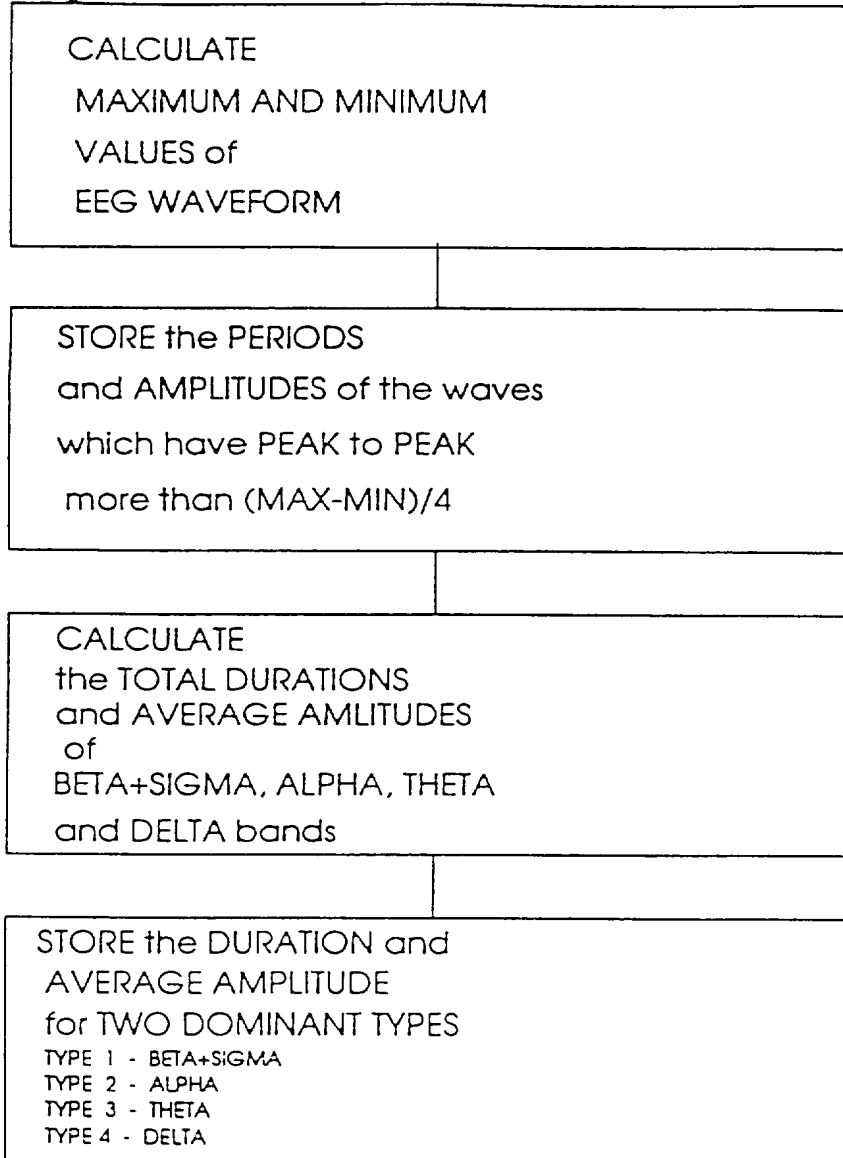 CALCULATE
MAXIMUM AND MINIMUM
VALUES of
EEG WAVEFORM
STORE the PERIODS
and AMPLITUDES of the waves
which have PEAK to PEAK
more than (MAX-MIN)/4
CALCULATE
the TOTAL DURATIONS
and AVERAGE AMLITUDES
of
BETA+SIGMA, ALPHA, THETA
and DELTA bands
STORE the DURATION and
AVERAGE AMPLITUDE
for TWO DOMINANT TYPES
TYPE 1 - BETA+SIGMA
TYPE 2 - ALPHA
TYPE 3 - THETA
TYPE 4 - DELTA